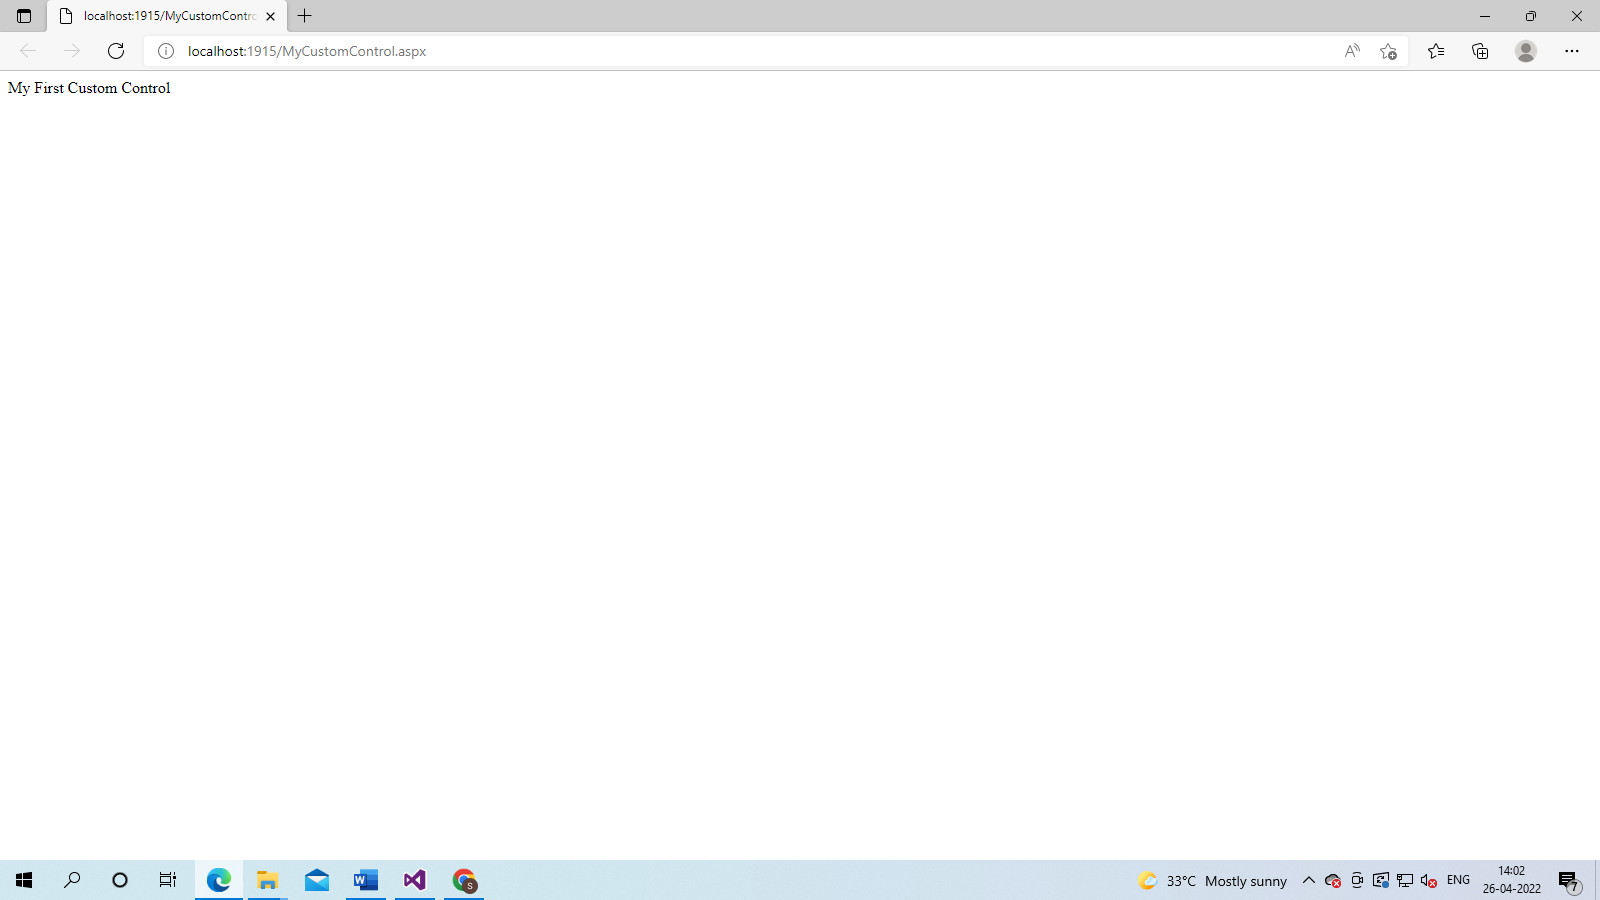 localhost:1915/MyCustomContro
localhost:1915/MyCustomControl.aspx
My First Custom Control
33°C Mostly sunny
ENG
14:02
26-04-2022
7
S